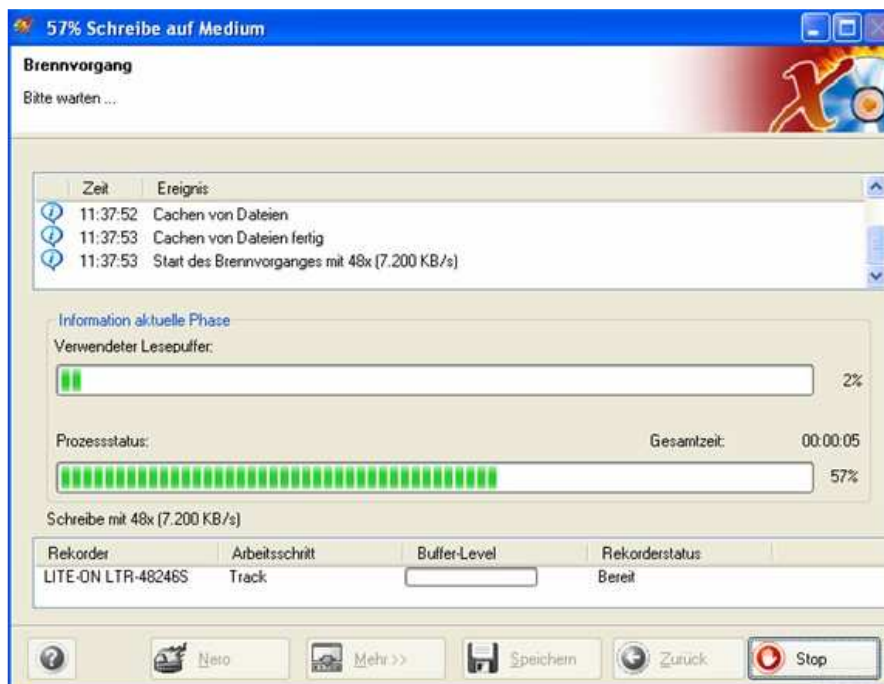 57% Schreibe auf Medium
Brennvorgang
Bitte warten ...
Zeit Ereignis
11:37:52 Cachen von Dateien
11:37:53 Cachen von Dateien fertig
11:37:53 Start des Brennvorganges mit 48x (7.200 KB/s)
Information aktuelle Phase
Verwendeter Lesepuffer:
2%
Prozessstatus: Gesamtzeit: 00:00:05
57%
Schreibe mit 48x (7.200 KB/s)
Rekorder Arbeitsschritt Buffer-Level Rekorderstatus
LITE-ON LTR-48246S Track Bereit
Nero Mehr >> Speichern Zurück Stop